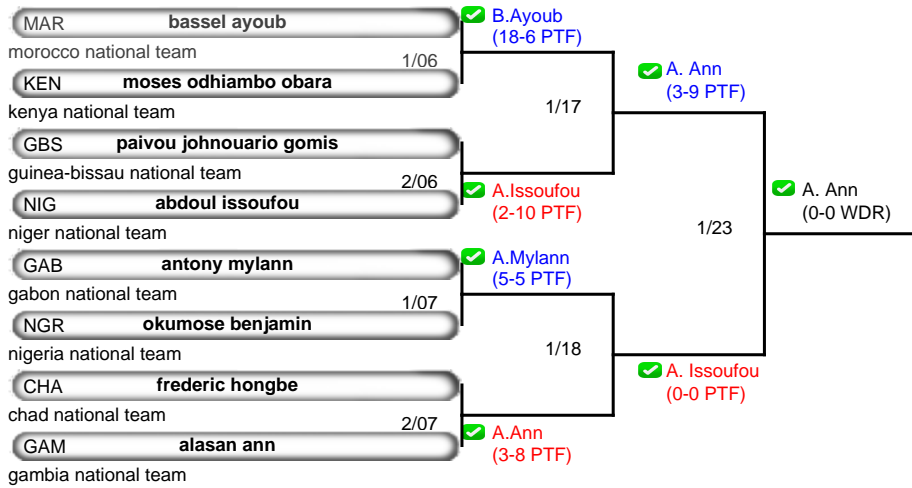 MAR bassel ayoub
morocco national team
1/06
KEN moses odhiambo obara
kenya national team
GBS paivou johnouario gomis
guinea-bissau national team
2/06
NIG abdoul issoufou
niger national team
GAB antony mylann
gabon national team
1/07
NGR okumose benjamin
nigeria national team
CHA frederic hongbe
chad national team
2/07
GAM alasan ann
gambia national team
B.Ayoub
(18-6 PTF)
1/17
A.Issoufou
(2-10 PTF)
A.Mylann
(5-5 PTF)
1/18
A.Ann
(3-8 PTF)
A. Ann
(3-9 PTF)
1/23
A. Issoufou
(0-0 PTF)
A. Ann
(0-0 WDR)